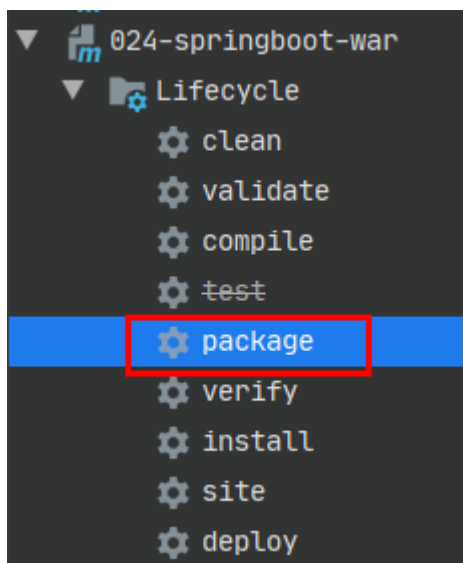 024-springboot-war
Lifecycle
clean
validate
compile
test
package
verify
install
site
deploy